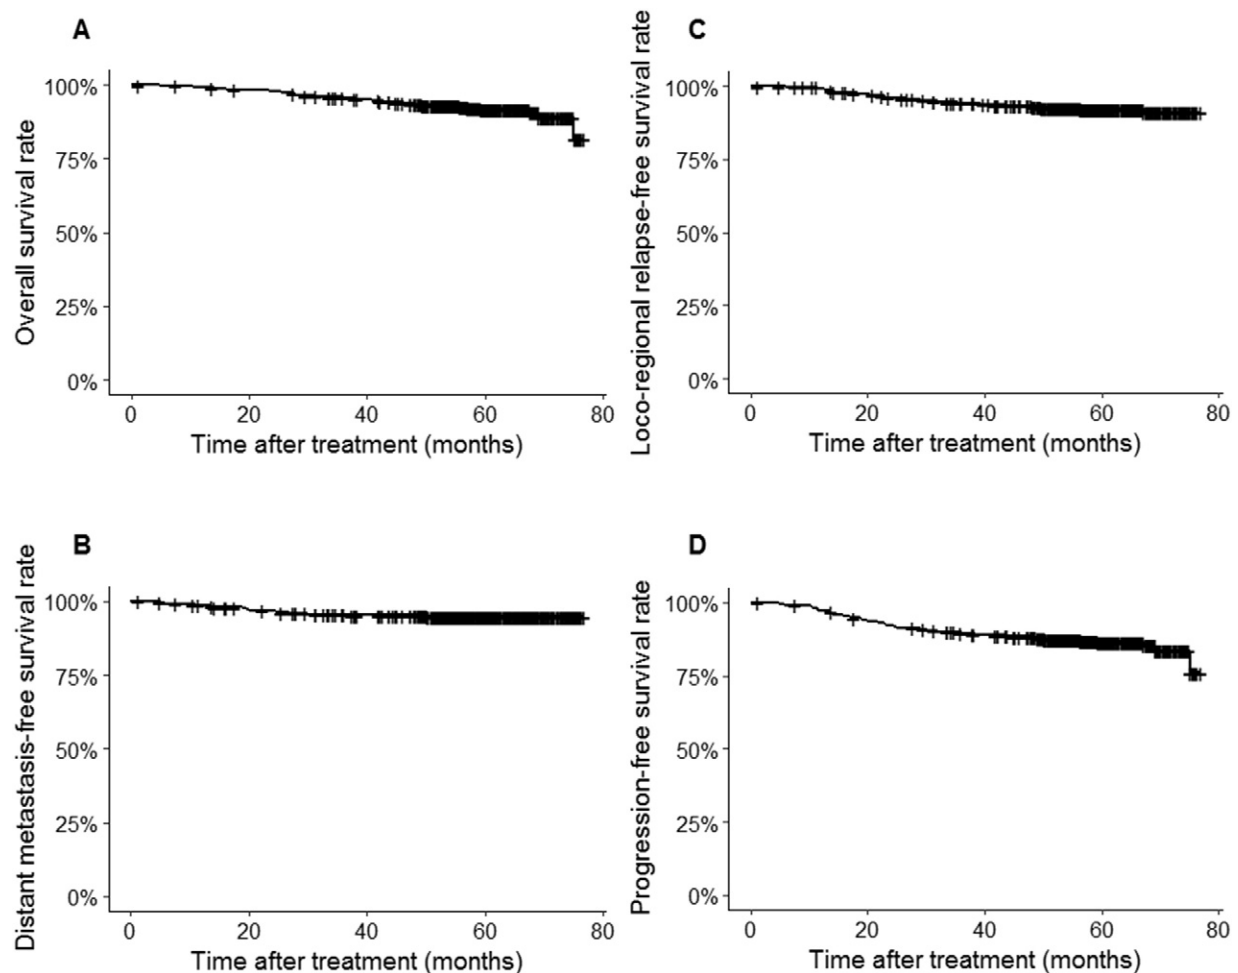 A
Overall survival rate
100%
75%
50%
25%
0%
0 20 40 60 80
Time after treatment (months)
C
Loco-regional relapse-free survival rate
100%
75%
50%
25%
0%
0 20 40 60 80
Time after treatment (months)
B
Distant metastasis-free survival rate
100%
75%
50%
25%
0%
0 20 40 60 80
Time after treatment (months)
D
Progression-free survival rate
100%
75%
50%
25%
0%
0 20 40 60 80
Time after treatment (months)